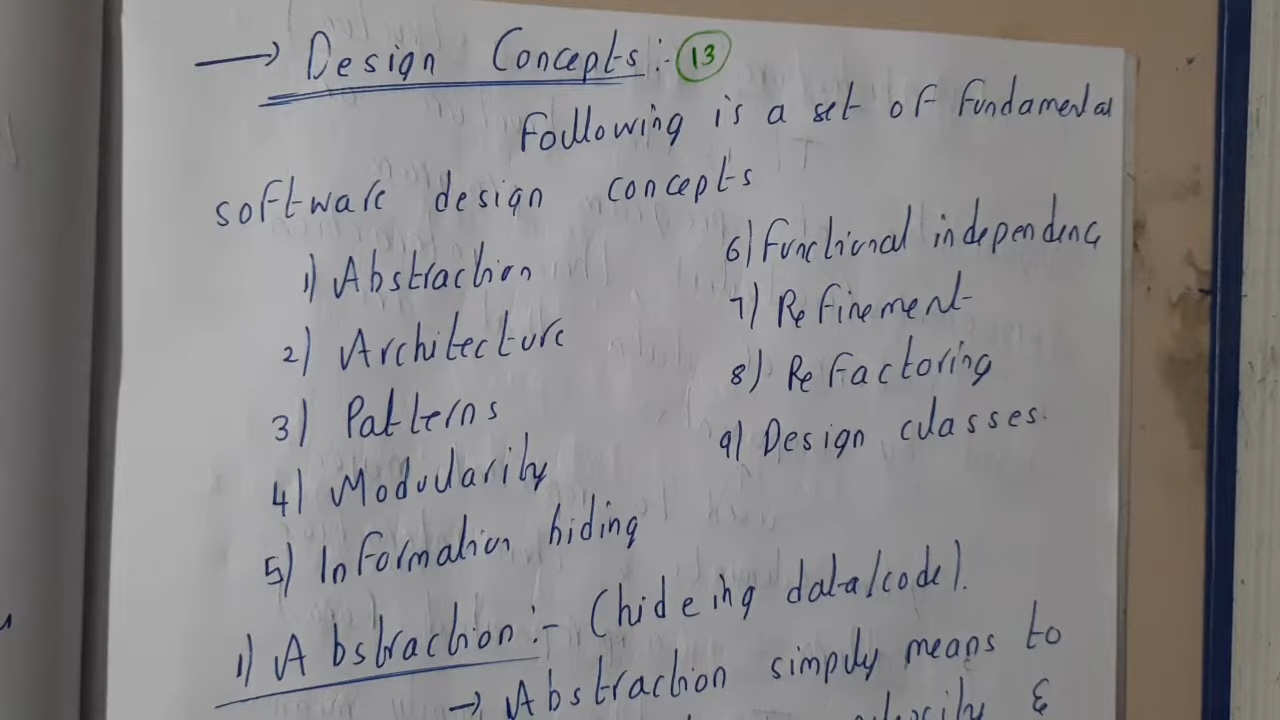 → Design Concepts:- 13
Following is a set of fundamental
software design concepts
1) Abstraction
2) Architecture
3) Patterns
4) Modularity
5) Information hiding
6) Functional independenc
7) Refinement
8) Refactoring
9) Design classes.
1) Abstraction:- (hideing data/code).
→ Abstraction simply means to
&